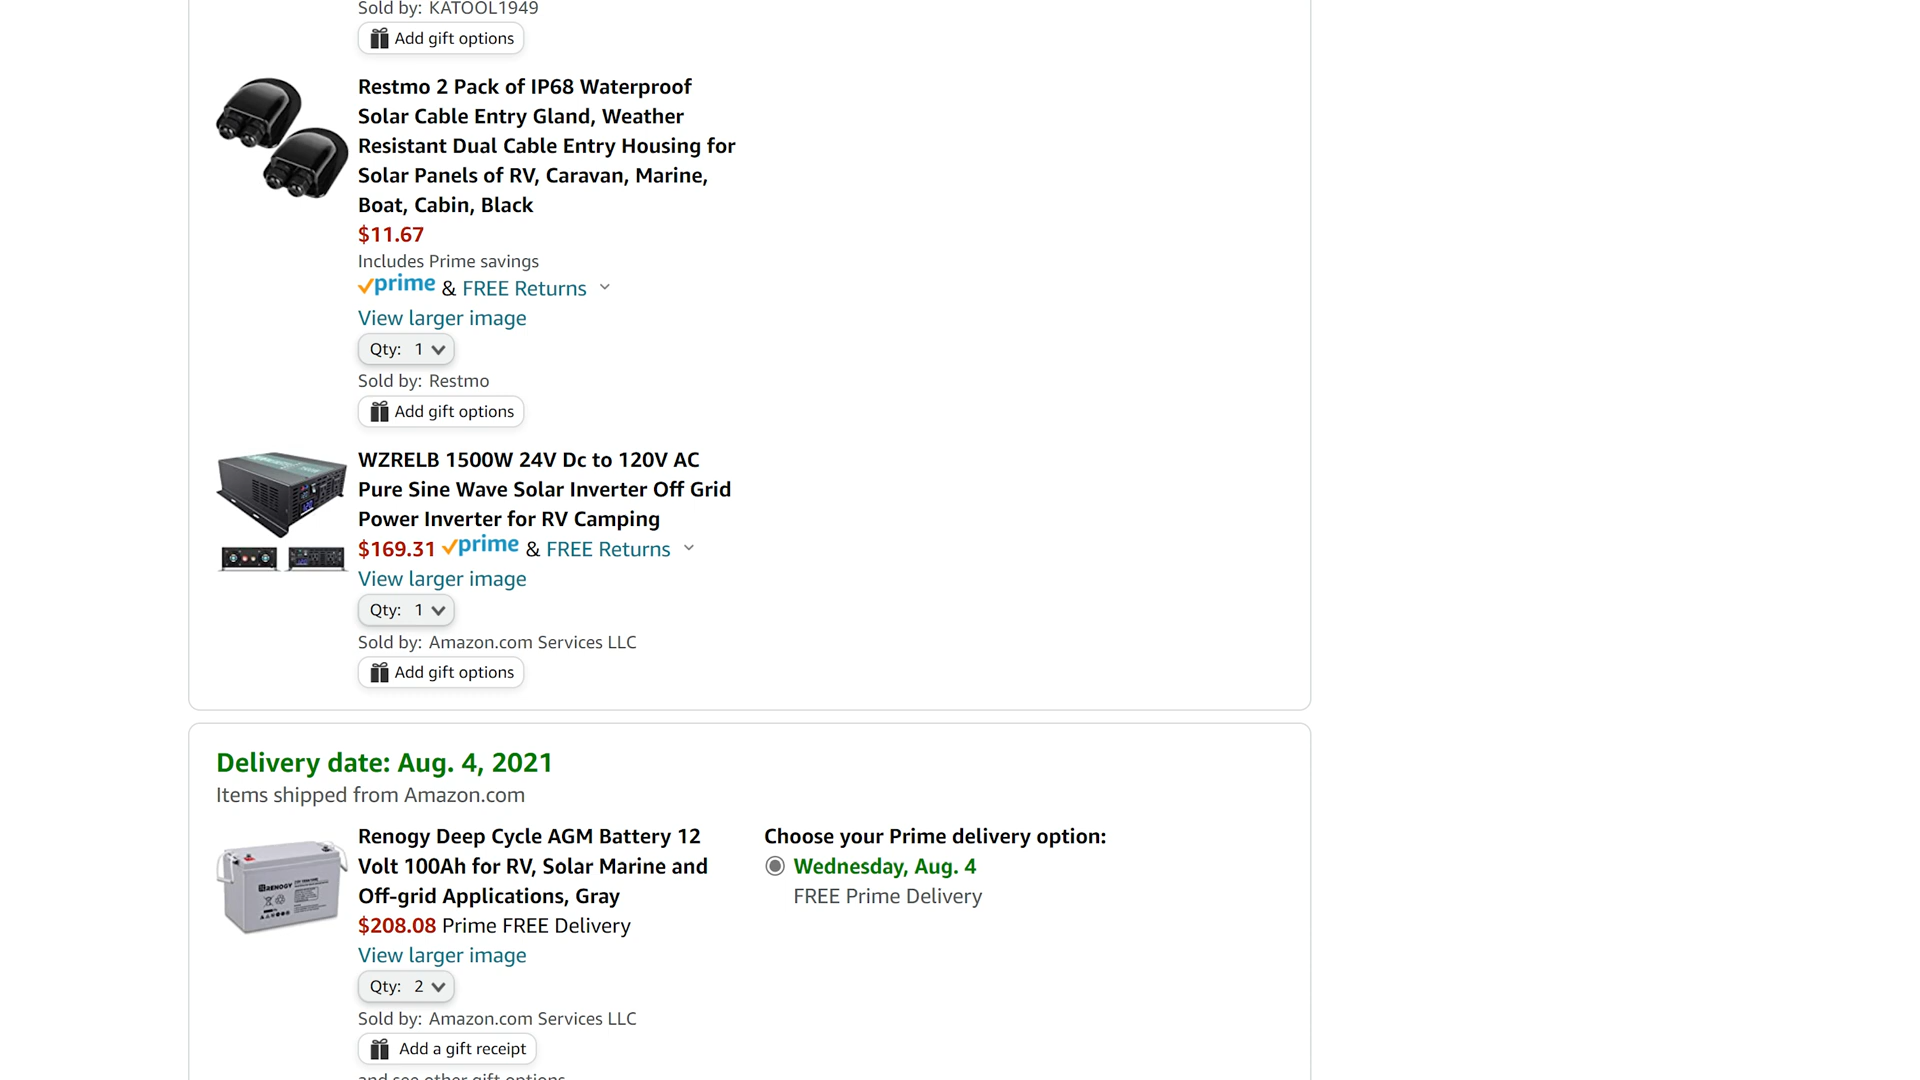 Sold by: KATOOL1949
Add gift options
Restmo 2 Pack of IP68 Waterproof
Solar Cable Entry Gland, Weather
Resistant Dual Cable Entry Housing for
Solar Panels of RV, Caravan, Marine,
Boat, Cabin, Black
$11.67
Includes Prime savings
prime & FREE Returns
View larger image
Qty: 1
Sold by: Restmo
Add gift options
WZRELB 1500W 24V Dc to 120V AC
Pure Sine Wave Solar Inverter Off Grid
Power Inverter for RV Camping
$169.31 prime & FREE Returns
View larger image
Qty: 1
Sold by: Amazon.com Services LLC
Add gift options
Delivery date: Aug. 4, 2021
Items shipped from Amazon.com
RENOGY
Renogy Deep Cycle AGM Battery 12
Volt 100Ah for RV, Solar Marine and
Off-grid Applications, Gray
$208.08 Prime FREE Delivery
View larger image
Qty: 2
Sold by: Amazon.com Services LLC
Add a gift receipt
and see other gift options
Choose your Prime delivery option:
Wednesday, Aug. 4
FREE Prime Delivery